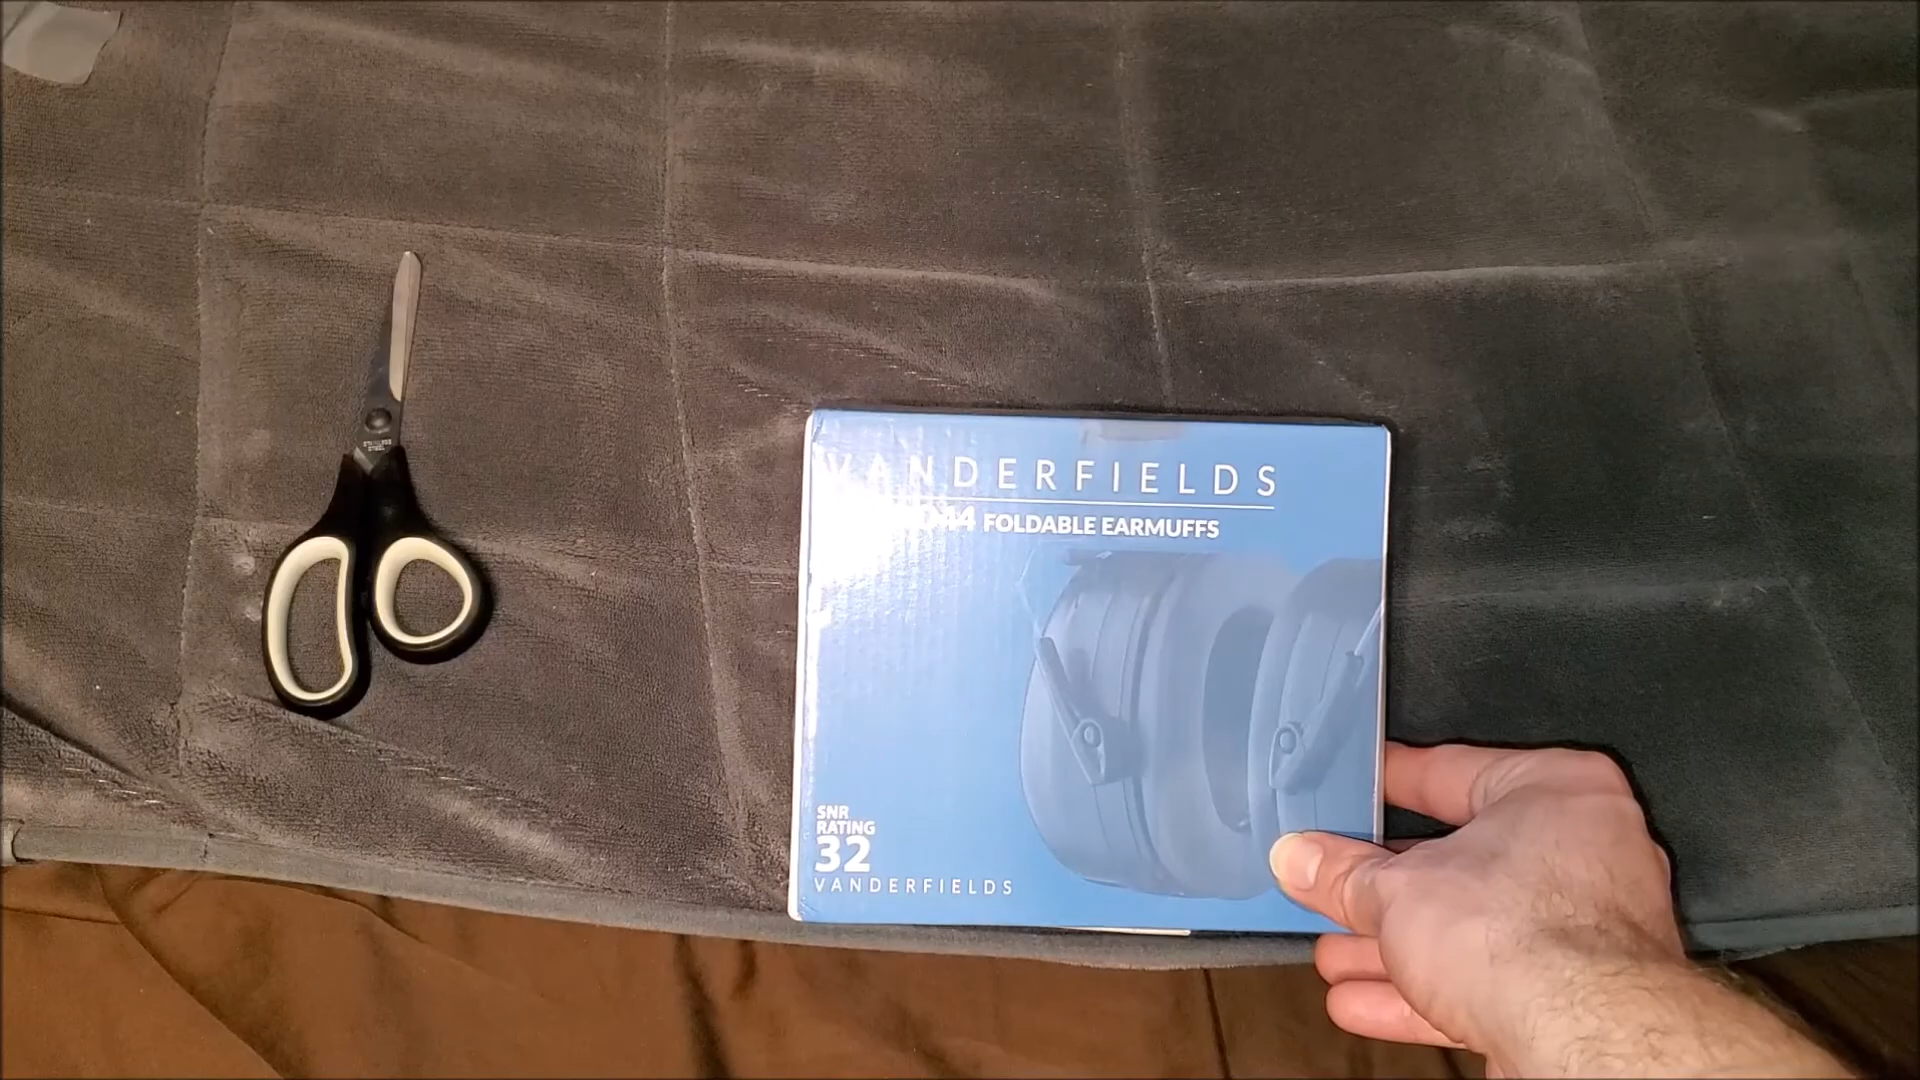 VANDERFIELDS
FOLDABLE EARMUFFS
SNR
RATING
32
VANDERFIELDS